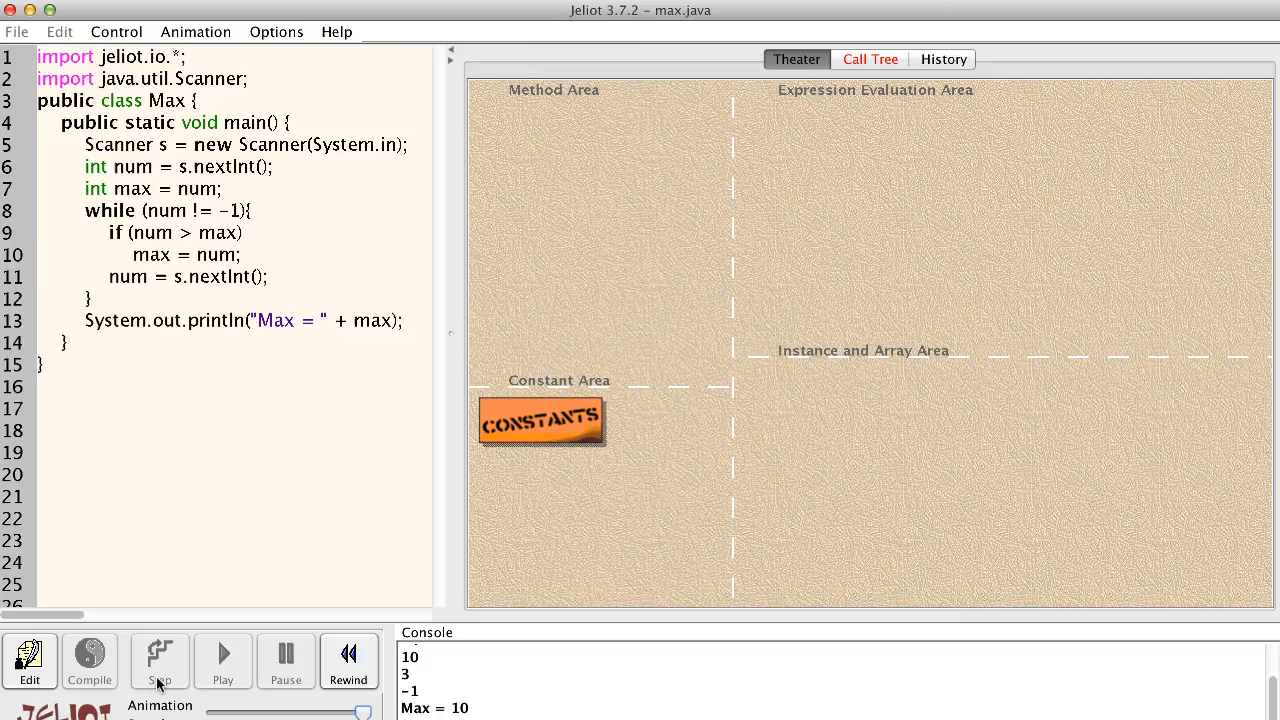 Jeliot 3.7.2 – max.java
File Edit Control Animation Options Help
1 import jeliot.io.*;
2 import java.util.Scanner;
3 public class Max {
4 public static void main() {
5 Scanner s = new Scanner(System.in);
6 int num = s.nextInt();
7 int max = num;
8 while (num != -1){
9 if (num > max)
10 max = num;
11 num = s.nextInt();
12 }
13 System.out.println("Max = " + max);
14 }
15 }
16
17
18
19
20
21
22
23
24
25
26
Theater Call Tree History
Method Area
Expression Evaluation Area
Instance and Array Area
Constant Area
CONSTANTS
Edit Compile Step Play Pause Rewind
Animation
JELIOT
Console
10
3
-1
Max = 10